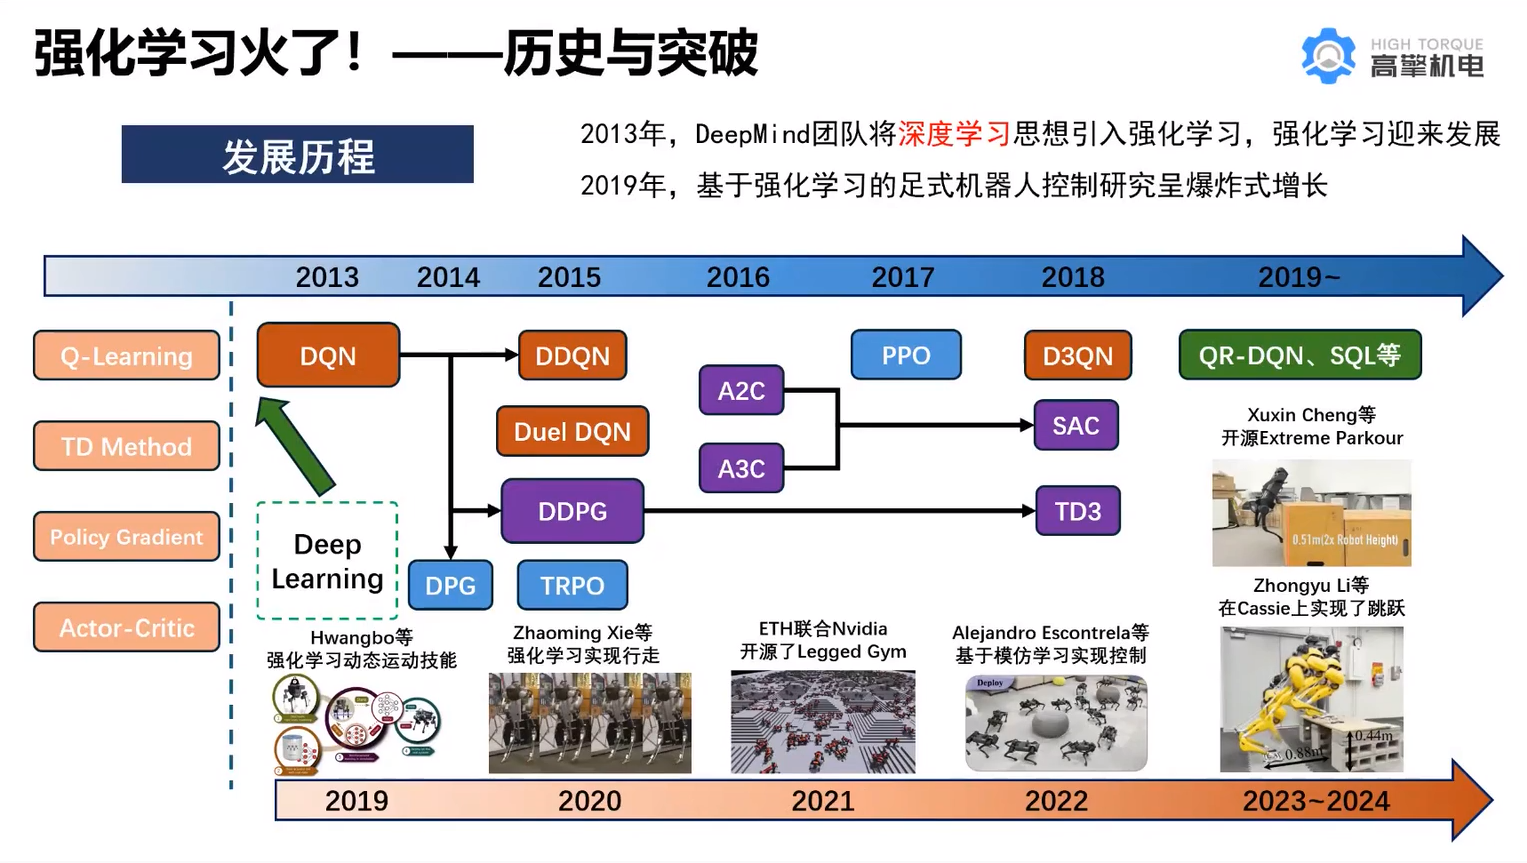 强化学习火了！——历史与突破
HIGH TORQUE
高擎机电
发展历程
2013年，DeepMind团队将深度学习思想引入强化学习，强化学习迎来发展
2019年，基于强化学习的足式机器人控制研究呈爆炸式增长
2013 2014 2015 2016 2017 2018 2019~
Q-Learning
TD Method
Policy Gradient
Actor-Critic
DQN
DDQN
PPO
D3QN
QR-DQN、SQL等
A2C
Duel DQN
SAC
A3C
DDPG
TD3
Deep
Learning
DPG
TRPO
Xuxin Cheng等
开源Extreme Parkour
0.51m(2x Robot Height)
Hwangbo等
强化学习动态运动技能
Zhaoming Xie等
强化学习实现行走
ETH联合Nvidia
开源了Legged Gym
Alejandro Escontrela等
基于模仿学习实现控制
Deploy
Zhongyu Li等
在Cassie上实现了跳跃
0.44m
0.88m
2019 2020 2021 2022 2023~2024